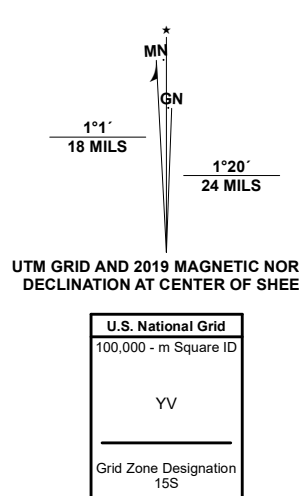 ★
MN
GN
1°1´
18 MILS
1°20´
24 MILS
UTM GRID AND 2019 MAGNETIC NOR
DECLINATION AT CENTER OF SHEE
U.S. National Grid
100,000 - m Square ID
YV
Grid Zone Designation
15S